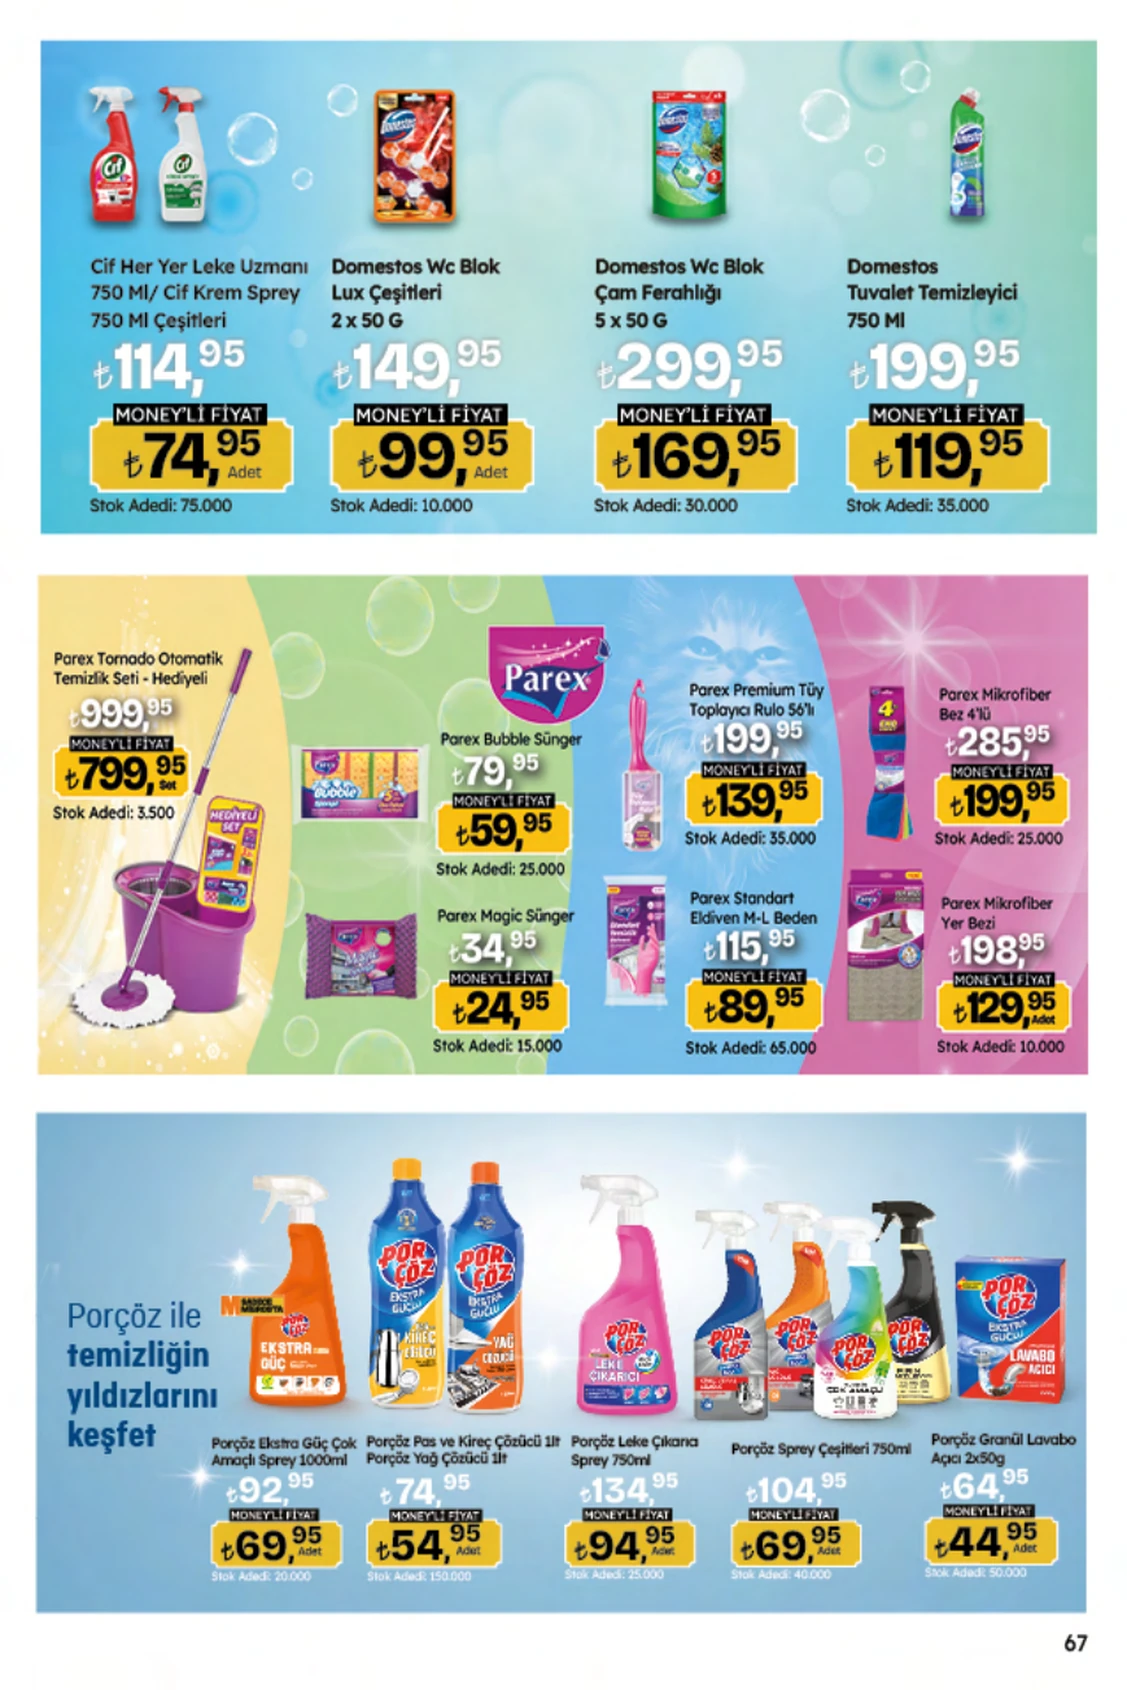 Cif Her Yer Leke Uzmanı
750 Ml/ Cif Krem Sprey
750 Ml Çeşitleri
₺114,95
MONEY'Lİ FİYAT
₺74,95
Adet
Stok Adedi: 75.000
Domestos Wc Blok
Lux Çeşitleri
2 x 50 G
₺149,95
MONEY'Lİ FİYAT
₺99,95
Adet
Stok Adedi: 10.000
Domestos Wc Blok
Çam Ferahlığı
5 x 50 G
₺299,95
MONEY'Lİ FİYAT
₺169,95
Stok Adedi: 30.000
Domestos
Tuvalet Temizleyici
750 Ml
₺199,95
MONEY'Lİ FİYAT
₺119,95
Stok Adedi: 35.000
Parex Tornado Otomatik
Temizlik Seti - Hediyeli
₺999,95
MONEY'Lİ FİYAT
₺799,95
Set
Stok Adedi: 3.500
HEDİYELİ
SET
Parex
Parex Bubble Sünger
₺79,95
MONEY'Lİ FİYAT
₺59,95
Stok Adedi: 25.000
Parex Magic Sünger
₺34,95
MONEY'Lİ FİYAT
₺24,95
Stok Adedi: 15.000
Parex Premium Tüy
Toplayıcı Rulo 56'lı
₺199,95
MONEY'Lİ FİYAT
₺139,95
Stok Adedi: 35.000
Parex Standart
Eldiven M-L Beden
₺115,95
MONEY'Lİ FİYAT
₺89,95
Stok Adedi: 65.000
Parex Mikrofiber
Bez 4'lü
₺285,95
MONEY'Lİ FİYAT
₺199,95
Stok Adedi: 25.000
Parex Mikrofiber
Yer Bezi
₺198,95
MONEY'Lİ FİYAT
₺129,95
Adet
Stok Adedi: 10.000
Porçöz ile
temizliğin
yıldızlarını
keşfet
SADECE
MİGROS'TA
Porçöz Ekstra Güç Çok
Amaçlı Sprey 1000ml
₺92,95
MONEY'Lİ FİYAT
₺69,95
Adet
Stok Adedi: 20.000
Porçöz Pas ve Kireç Çözücü 1lt
Porçöz Yağ Çözücü 1lt
₺74,95
MONEY'Lİ FİYAT
₺54,95
Adet
Stok Adedi: 150.000
Porçöz Leke Çıkarıcı
Sprey 750ml
₺134,95
MONEY'Lİ FİYAT
₺94,95
Adet
Stok Adedi: 25.000
Porçöz Sprey Çeşitleri 750ml
₺104,95
MONEY'Lİ FİYAT
₺69,95
Adet
Stok Adedi: 40.000
Porçöz Granül Lavabo
Açıcı 2x50g
₺64,95
MONEY'Lİ FİYAT
₺44,95
Adet
Stok Adedi: 50.000
67